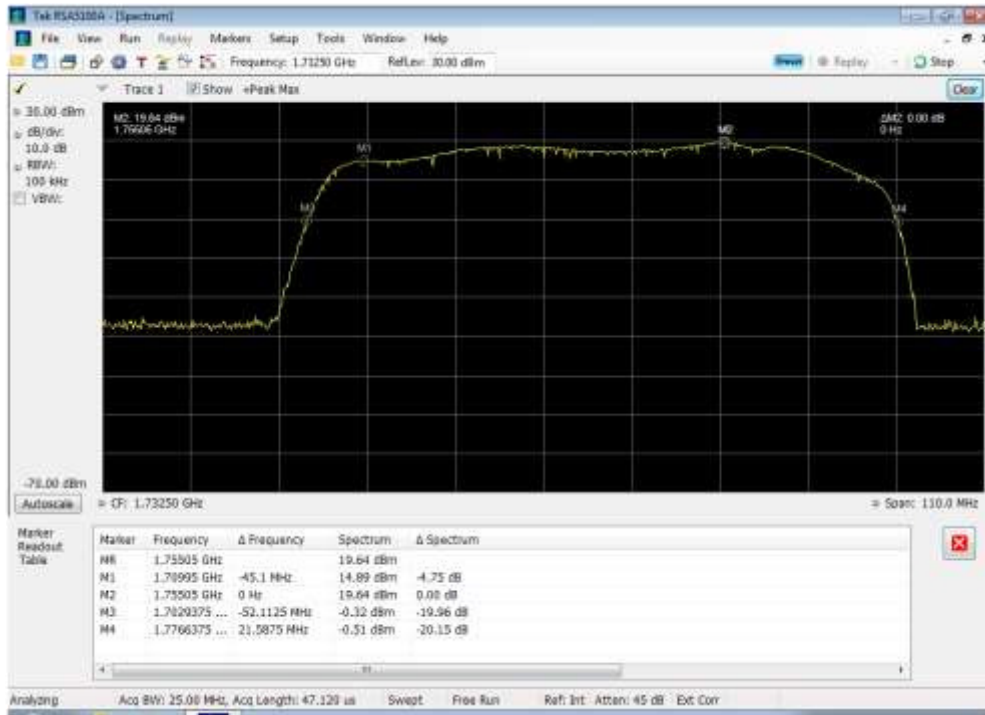 Tek RSA5100A - [Spectrum]
File View Run Replay Markers Setup Tools Window Help
Frequency: 1.73250 GHz RefLev: 30.00 dBm Preset Replay Stop
Trace 1 Show +Peak Max Clear
30.00 dBm
dB/div:
10.0 dB
RBW:
100 kHz
VBW:
M2: 19.64 dBm
1.75505 GHz
ΔM2: 0.00 dB
0 Hz
M1
M2
M4
-70.00 dBm
Autoscale CF: 1.73250 GHz Span: 110.0 MHz
Marker Readout Table
Marker Frequency Δ Frequency Spectrum Δ Spectrum
MR 1.75505 GHz 19.64 dBm
M1 1.70995 GHz -45.1 MHz 14.89 dBm -4.75 dB
M2 1.75505 GHz 0 Hz 19.64 dBm 0.00 dB
M3 1.7029375 ... -52.1125 MHz -0.32 dBm -19.96 dB
M4 1.7766375 ... 21.5875 MHz -0.51 dBm -20.15 dB
Analyzing Acq BW: 25.00 MHz, Acq Length: 47.120 us Swept Free Run Ref: Int Atten: 45 dB Ext Corr